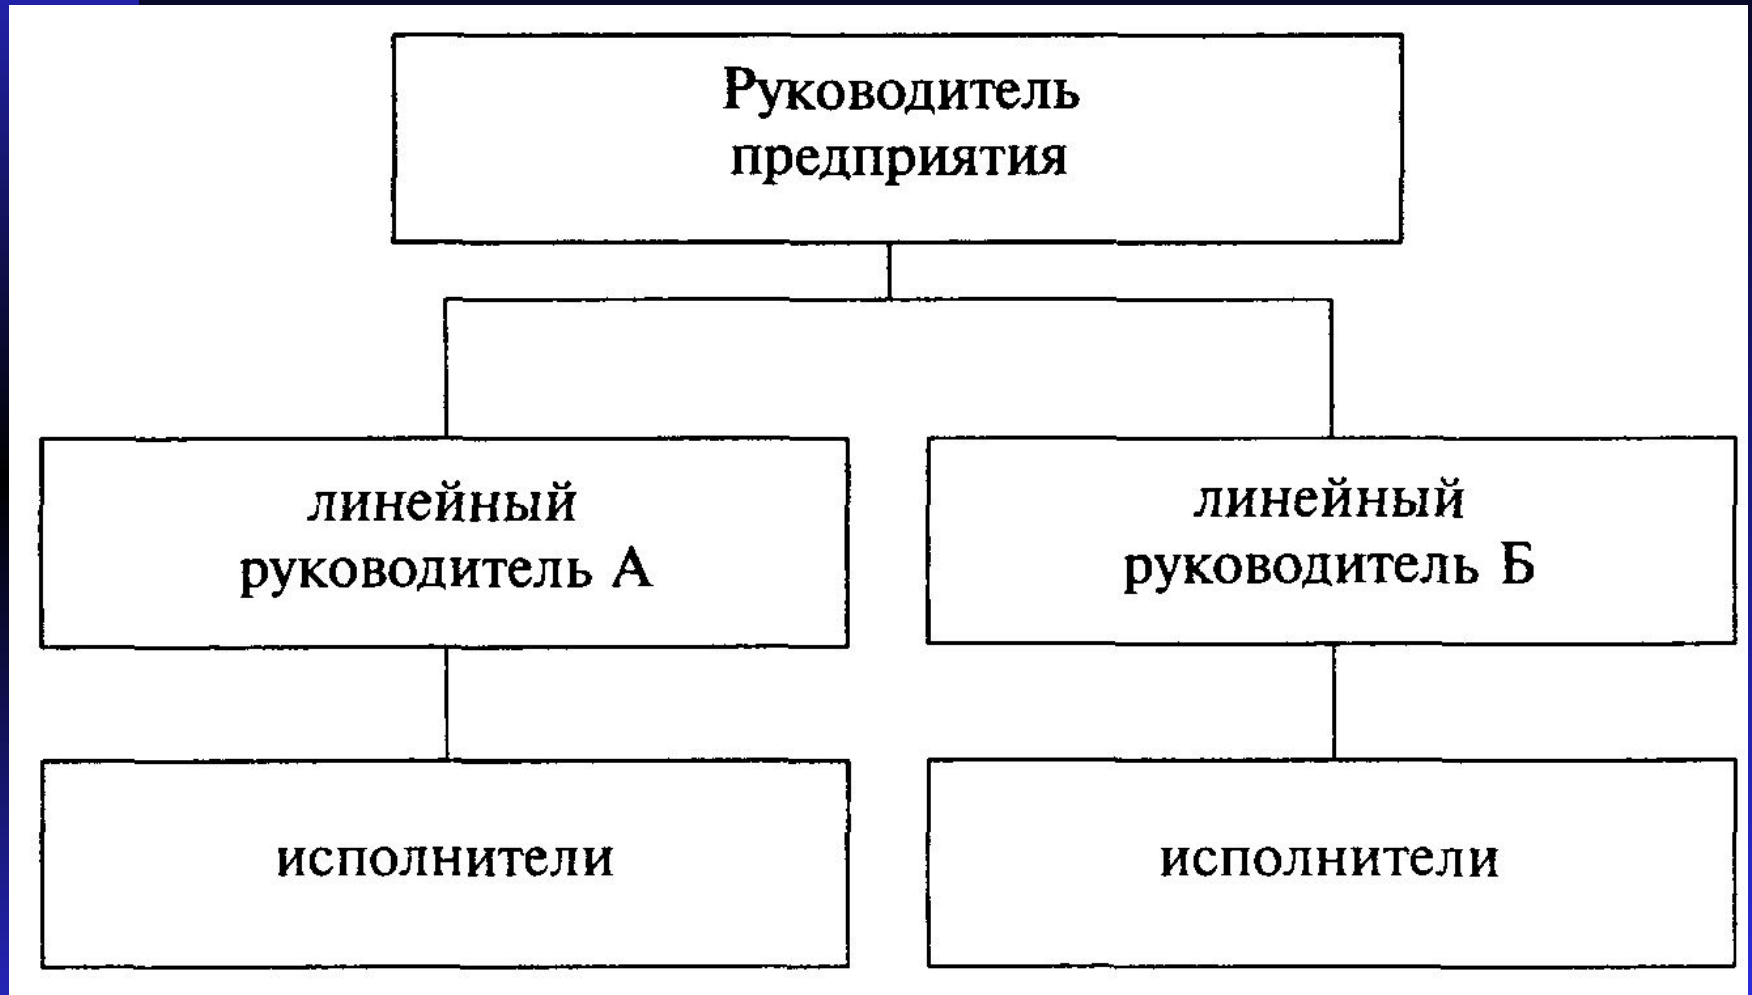 Руководитель
предприятия
линейный
руководитель А
линейный
руководитель Б
исполнители
исполнители